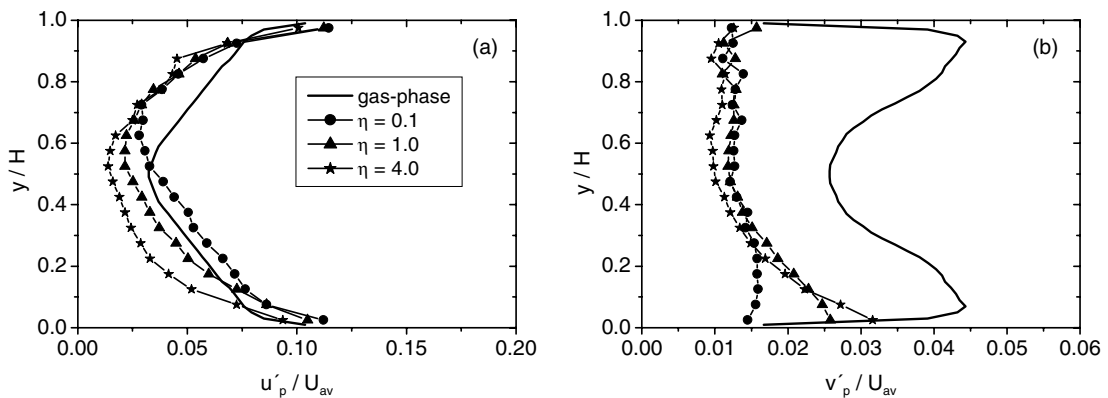 1.0
0.8
0.6
0.4
0.2
0.0
y / H
0.00 0.05 0.10 0.15 0.20
u´p / Uav
(a)
gas-phase
η = 0.1
η = 1.0
η = 4.0
1.0
0.8
0.6
0.4
0.2
0.0
y / H
0.00 0.01 0.02 0.03 0.04 0.05 0.06
v´p / Uav
(b)